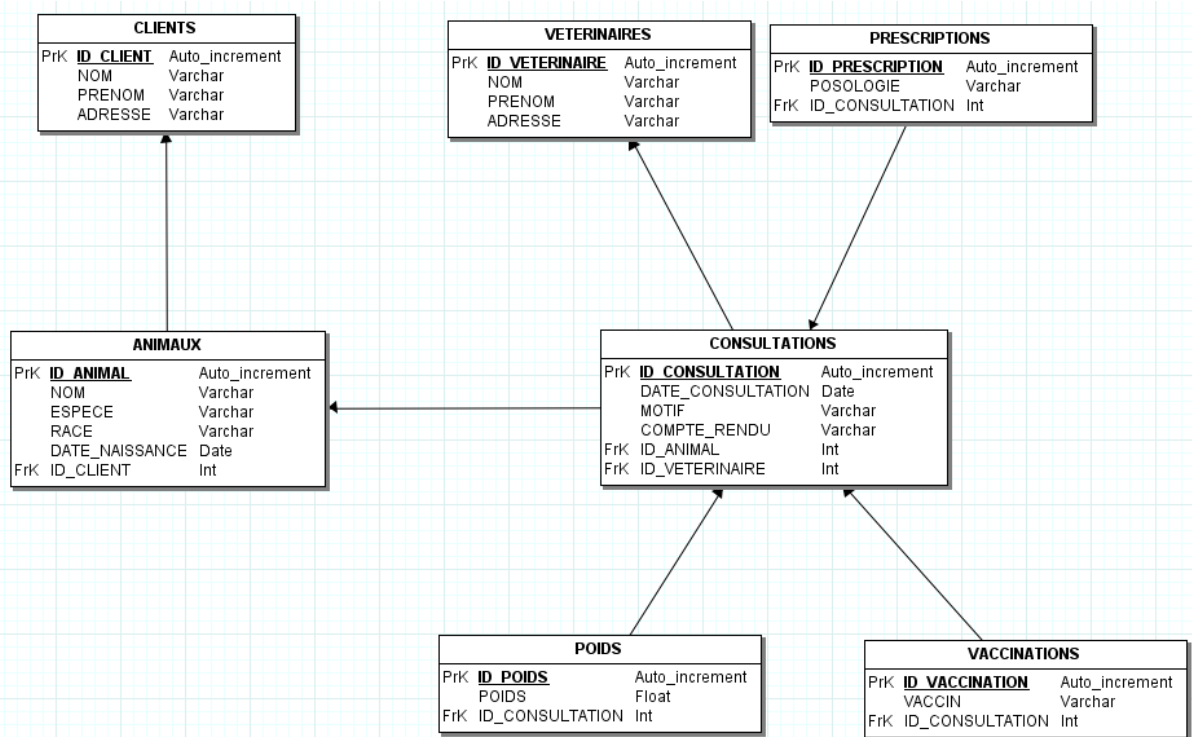 CLIENTS
PrK ID_CLIENT Auto_increment
NOM Varchar
PRENOM Varchar
ADRESSE Varchar
VETERINAIRES
PrK ID_VETERINAIRE Auto_increment
NOM Varchar
PRENOM Varchar
ADRESSE Varchar
PRESCRIPTIONS
PrK ID_PRESCRIPTION Auto_increment
POSOLOGIE Varchar
FrK ID_CONSULTATION Int
ANIMAUX
PrK ID_ANIMAL Auto_increment
NOM Varchar
ESPECE Varchar
RACE Varchar
DATE_NAISSANCE Date
FrK ID_CLIENT Int
CONSULTATIONS
PrK ID_CONSULTATION Auto_increment
DATE_CONSULTATION Date
MOTIF Varchar
COMPTE_RENDU Varchar
FrK ID_ANIMAL Int
FrK ID_VETERINAIRE Int
POIDS
PrK ID_POIDS Auto_increment
POIDS Float
FrK ID_CONSULTATION Int
VACCINATIONS
PrK ID_VACCINATION Auto_increment
VACCIN Varchar
FrK ID_CONSULTATION Int